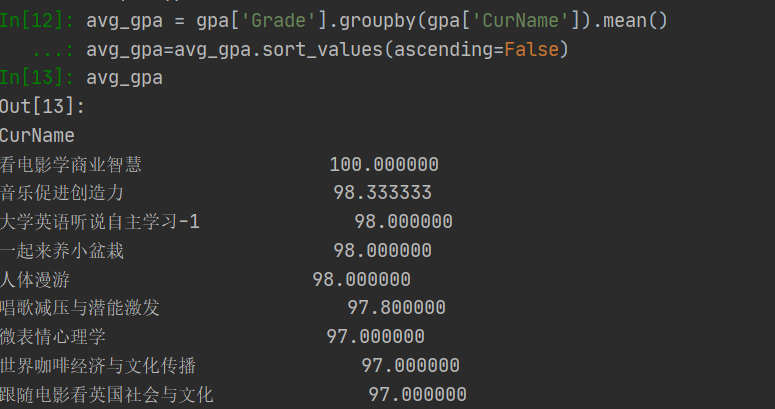 In[12]: avg_gpa = gpa['Grade'].groupby(gpa['CurName']).mean()
...: avg_gpa=avg_gpa.sort_values(ascending=False)
In[13]: avg_gpa
Out[13]:
CurName
看电影学商业智慧 100.000000
音乐促进创造力 98.333333
大学英语听说自主学习-1 98.000000
一起来养小盆栽 98.000000
人体漫游 98.000000
唱歌减压与潜能激发 97.800000
微表情心理学 97.000000
世界咖啡经济与文化传播 97.000000
跟随电影看英国社会与文化 97.000000